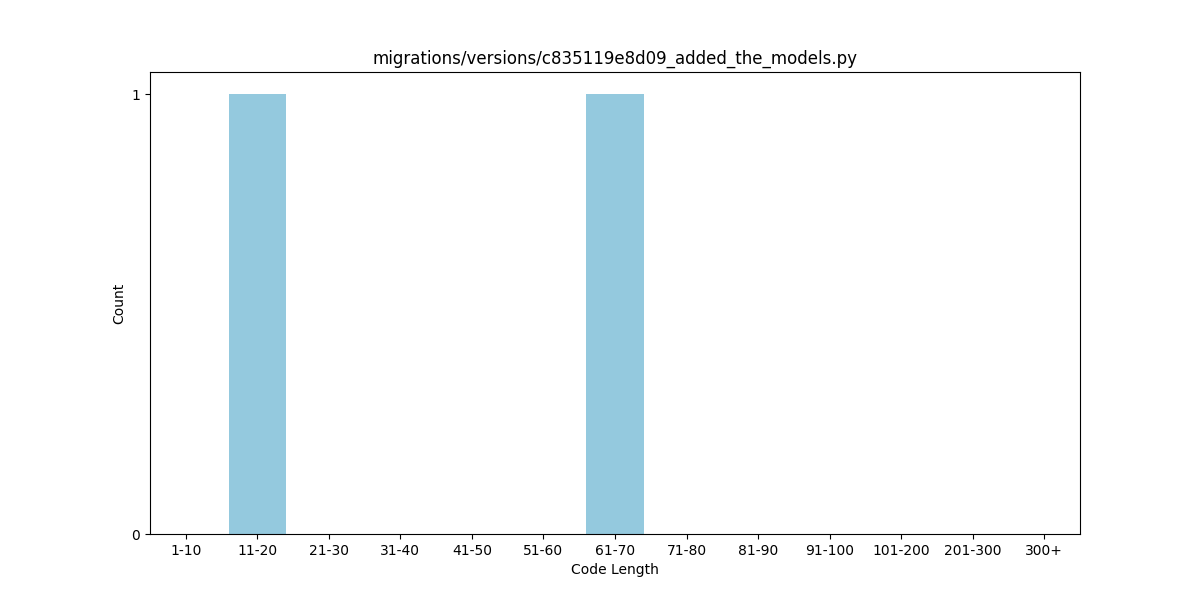 migrations/versions/c835119e8d09_added_the_models.py
1
Count
0
1-10 11-20 21-30 31-40 41-50 51-60 61-70 71-80 81-90 91-100 101-200 201-300 300+
Code Length